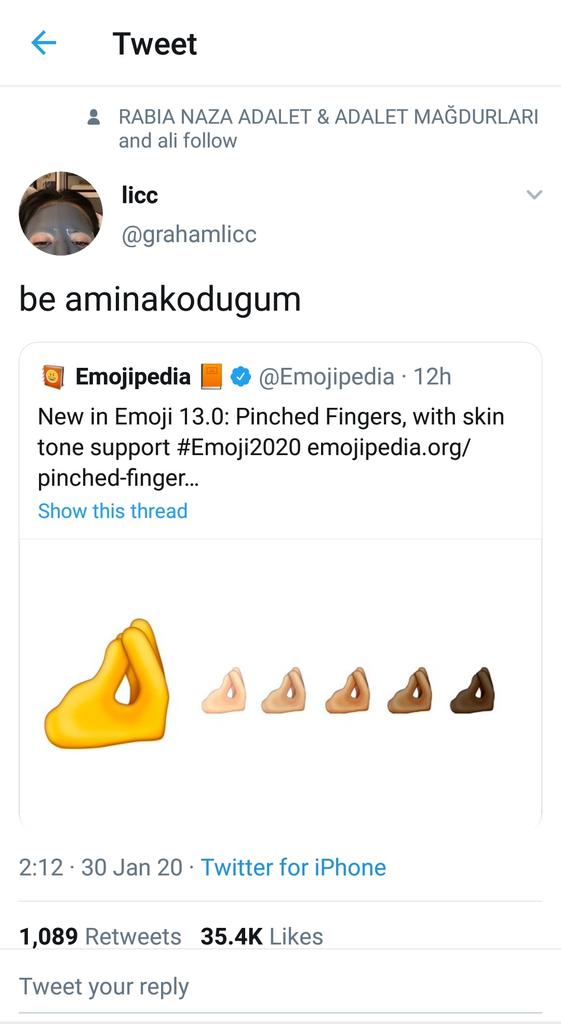 Tweet
RABIA NAZA ADALET & ADALET MAĞDURLARI
and ali follow
licc
@grahamlicc
be aminakodugum
Emojipedia @Emojipedia · 12h
New in Emoji 13.0: Pinched Fingers, with skin
tone support #Emoji2020 emojipedia.org/
pinched-finger...
Show this thread
2:12 · 30 Jan 20 · Twitter for iPhone
1,089 Retweets 35.4K Likes
Tweet your reply